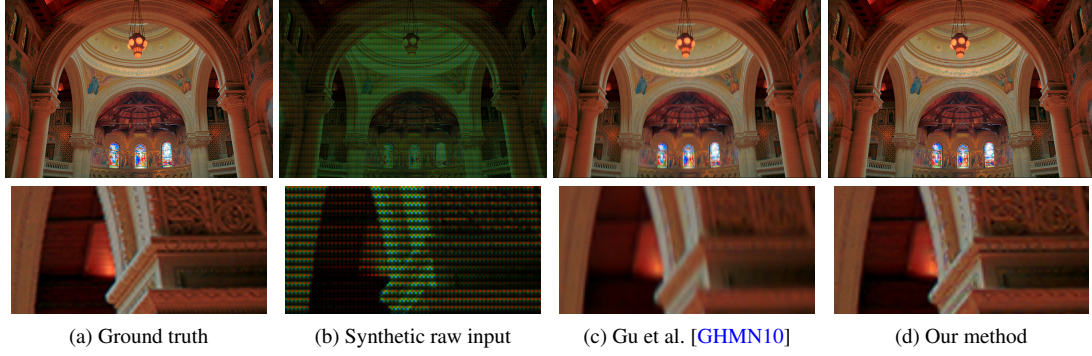 (a) Ground truth
(b) Synthetic raw input
(c) Gu et al. [GHMN10]
(d) Our method